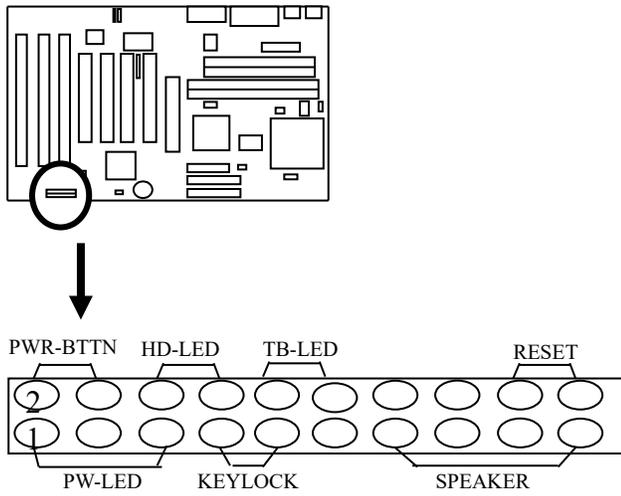 PWR-BTTN HD-LED TB-LED RESET
2
1
PW-LED KEYLOCK SPEAKER